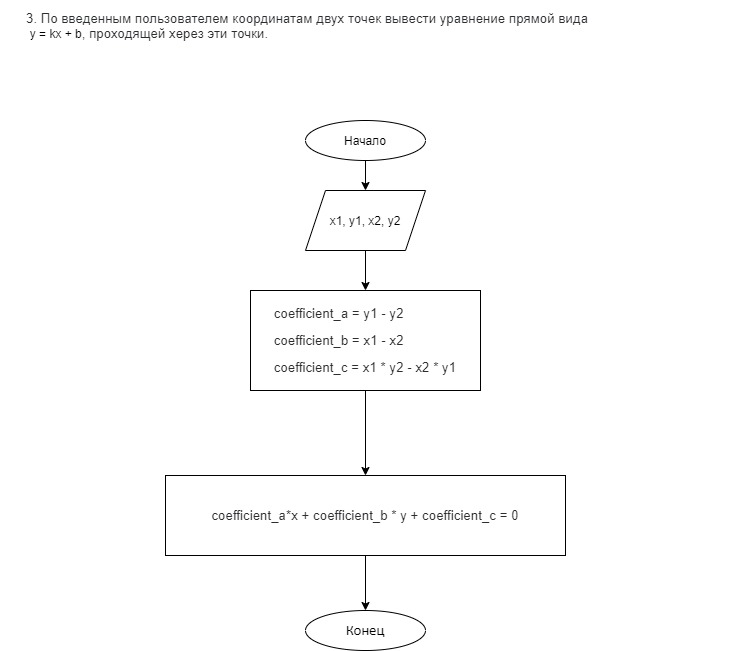 3. По введенным пользователем координатам двух точек вывести уравнение прямой вида
y = kx + b, проходящей херез эти точки.
Начало
x1, y1, x2, y2
coefficient_a = y1 - y2
coefficient_b = x1 - x2
coefficient_c = x1 * y2 - x2 * y1
coefficient_a*x + coefficient_b * y + coefficient_c = 0
Конец